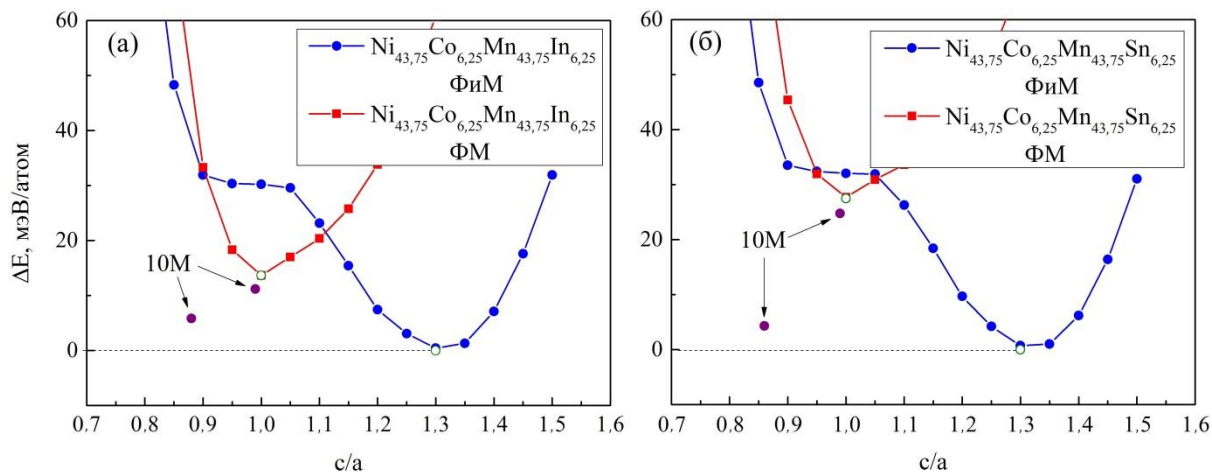 (а)
Ni43,75Co6,25Mn43,75In6,25
ФиМ
Ni43,75Co6,25Mn43,75In6,25
ФМ
10М
ΔE, мэВ/атом
60
40
20
0
0,7 0,8 0,9 1,0 1,1 1,2 1,3 1,4 1,5 1,6
c/a
(б)
Ni43,75Co6,25Mn43,75Sn6,25
ФиМ
Ni43,75Co6,25Mn43,75Sn6,25
ФМ
10М
60
40
20
0
0,7 0,8 0,9 1,0 1,1 1,2 1,3 1,4 1,5 1,6
c/a